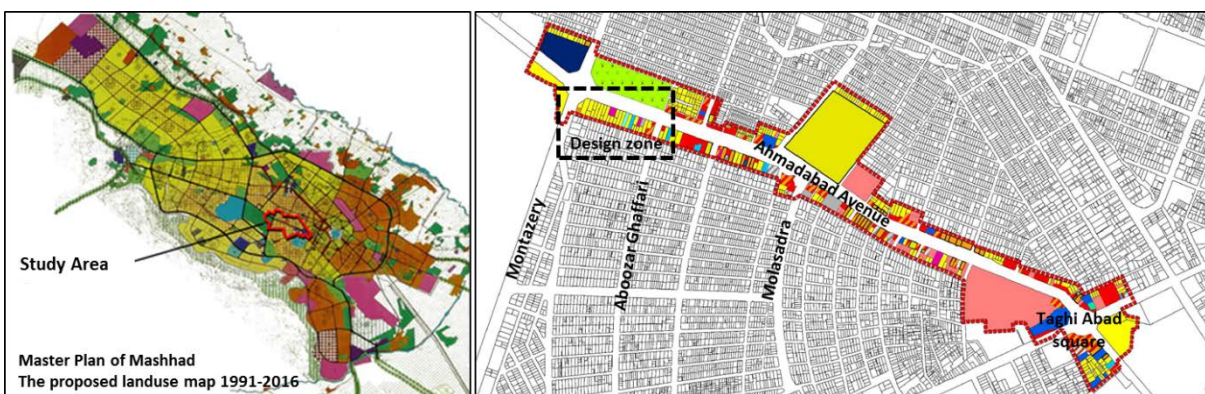 Study Area
Master Plan of Mashhad
The proposed landuse map 1991-2016
Design zone
Ahmadabad Avenue
Montazery
Aboozar Ghaffari
Molasadra
Taghi Abad
square